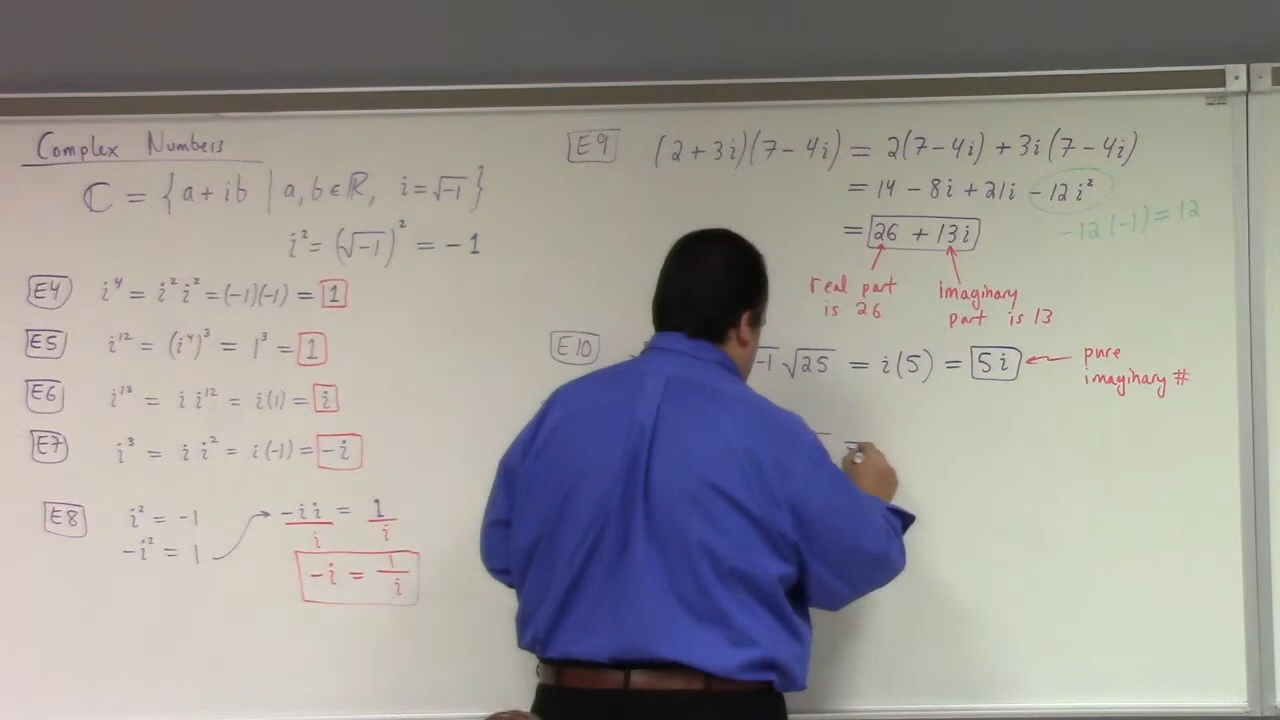 Complex Numbers
ℂ = {a + ib | a, b ∈ ℝ, i = √-1}
i² = (√-1)² = -1
E4 i⁴ = i² i² = (-1)(-1) = 1
E5 i¹² = (i⁴)³ = 1³ = 1
E6 i¹³ = i i¹² = i(1) = i
E7 i³ = i i² = i(-1) = -i
E8 i² = -1
-i² = 1
-i i / i = 1 / i
-i = 1 / i
E9 (2 + 3i)(7 - 4i) = 2(7 - 4i) + 3i(7 - 4i)
= 14 - 8i + 21i - 12i²
-12(-1) = 12
= 26 + 13i
real part
is 26
imaginary
part is 13
E10 -1 √25 = i(5) = 5i
pure
imaginary #